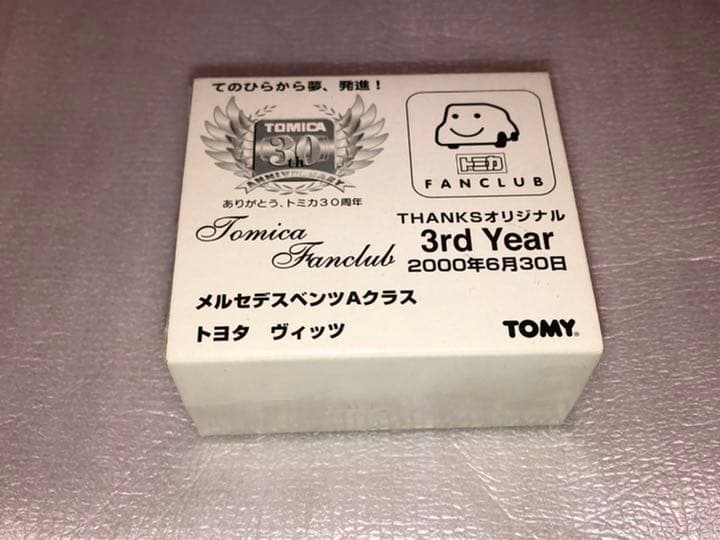 てのひらから夢、発進！
TOMICA
30th
ANNIVERSARY
ありがとう、トミカ30周年
Tomica
Fanclub
トミカ
FANCLUB
THANKSオリジナル
3rd Year
2000年6月30日
メルセデスベンツAクラス
トヨタ ヴィッツ
TOMY®